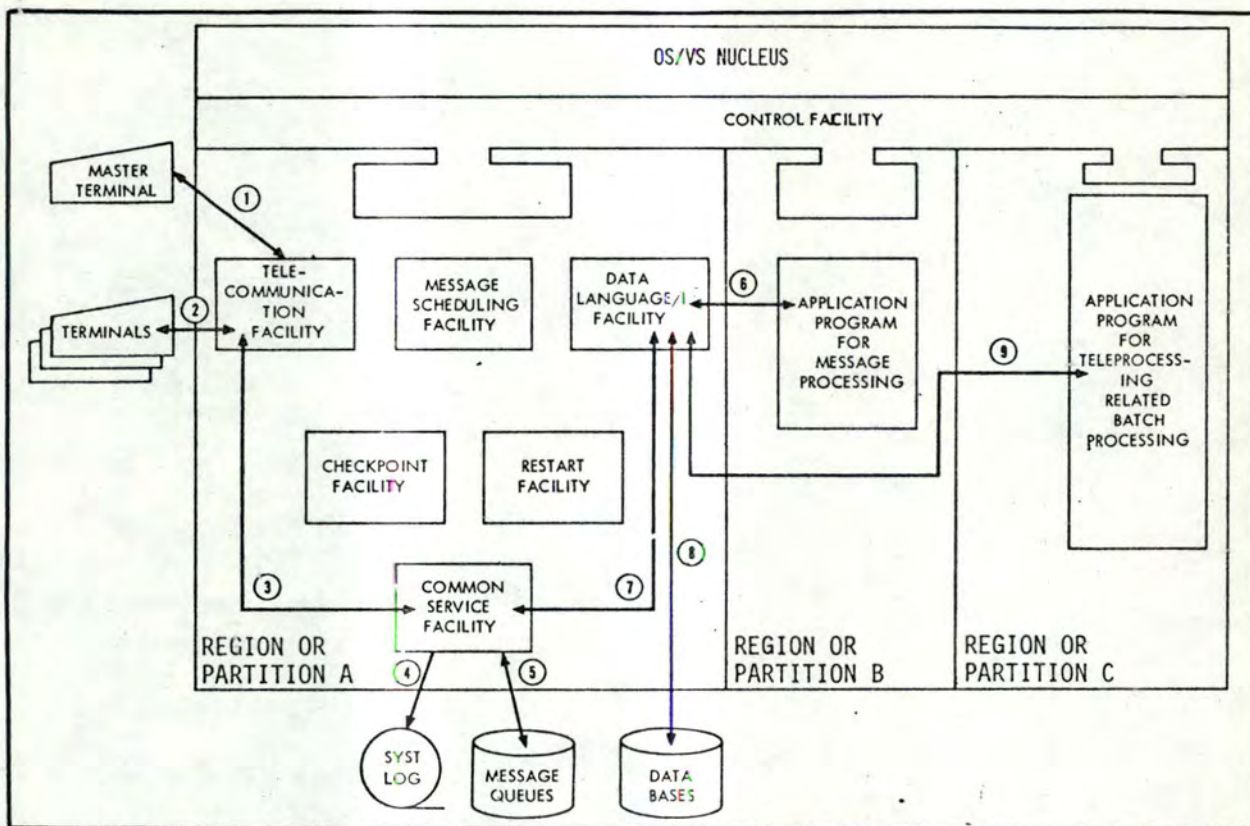 OS/VS NUCLEUS
CONTROL FACILITY
MASTER
TERMINAL
1
TELE-
COMMUNICA-
TION
FACILITY
2
TERMINALS
MESSAGE
SCHEDULING
FACILITY
DATA
LANGUAGE/I
FACILITY
6
APPLICATION
PROGRAM
FOR
MESSAGE
PROCESSING
9
APPLICATION
PROGRAM
FOR
TELEPROCESS-
ING
RELATED
BATCH
PROCESSING
CHECKPOINT
FACILITY
RESTART
FACILITY
8
3
COMMON
SERVICE
FACILITY
7
REGION OR
PARTITION A
REGION OR
PARTITION B
REGION OR
PARTITION C
4
5
SYST
LOG
MESSAGE
QUEUES
DATA
BASES